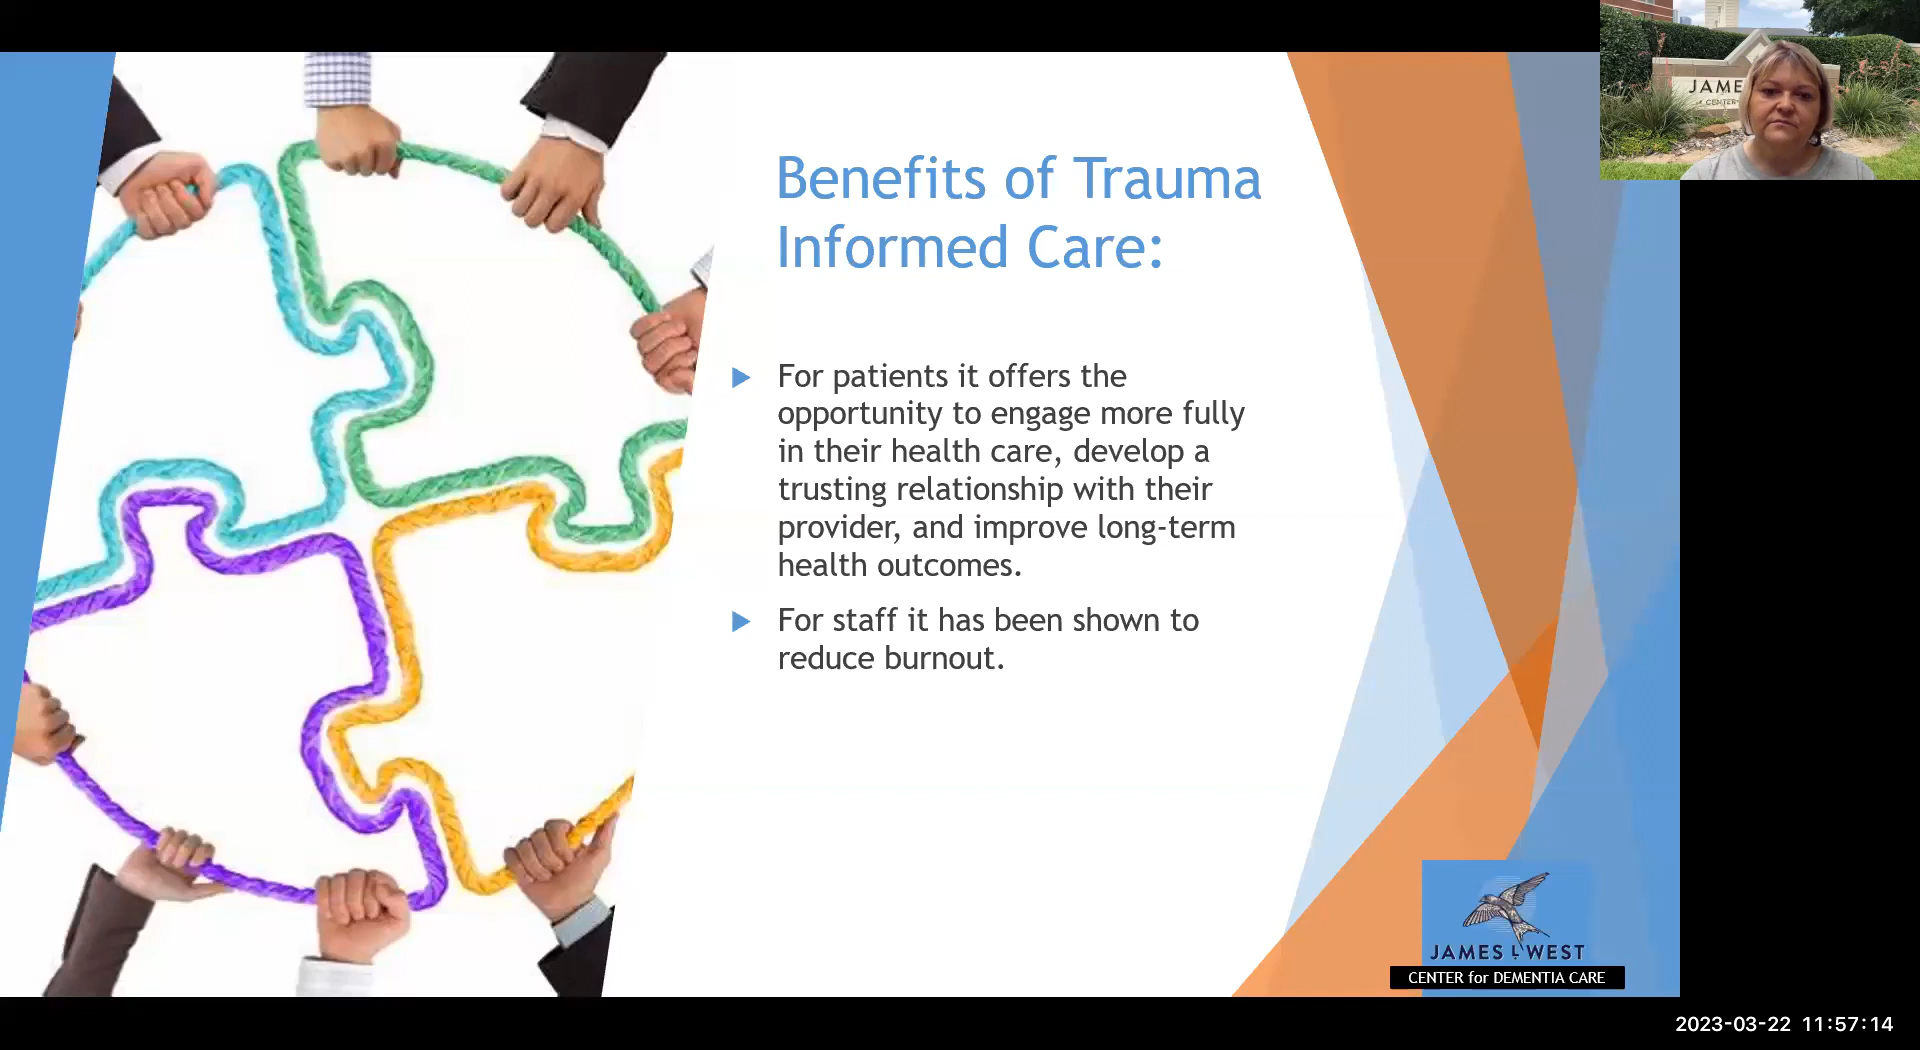 JAME
CENTER
Benefits of Trauma
Informed Care:
For patients it offers the
opportunity to engage more fully
in their health care, develop a
trusting relationship with their
provider, and improve long-term
health outcomes.
For staff it has been shown to
reduce burnout.
JAMES L WEST
CENTER for DEMENTIA CARE
2023-03-22 11:57:14